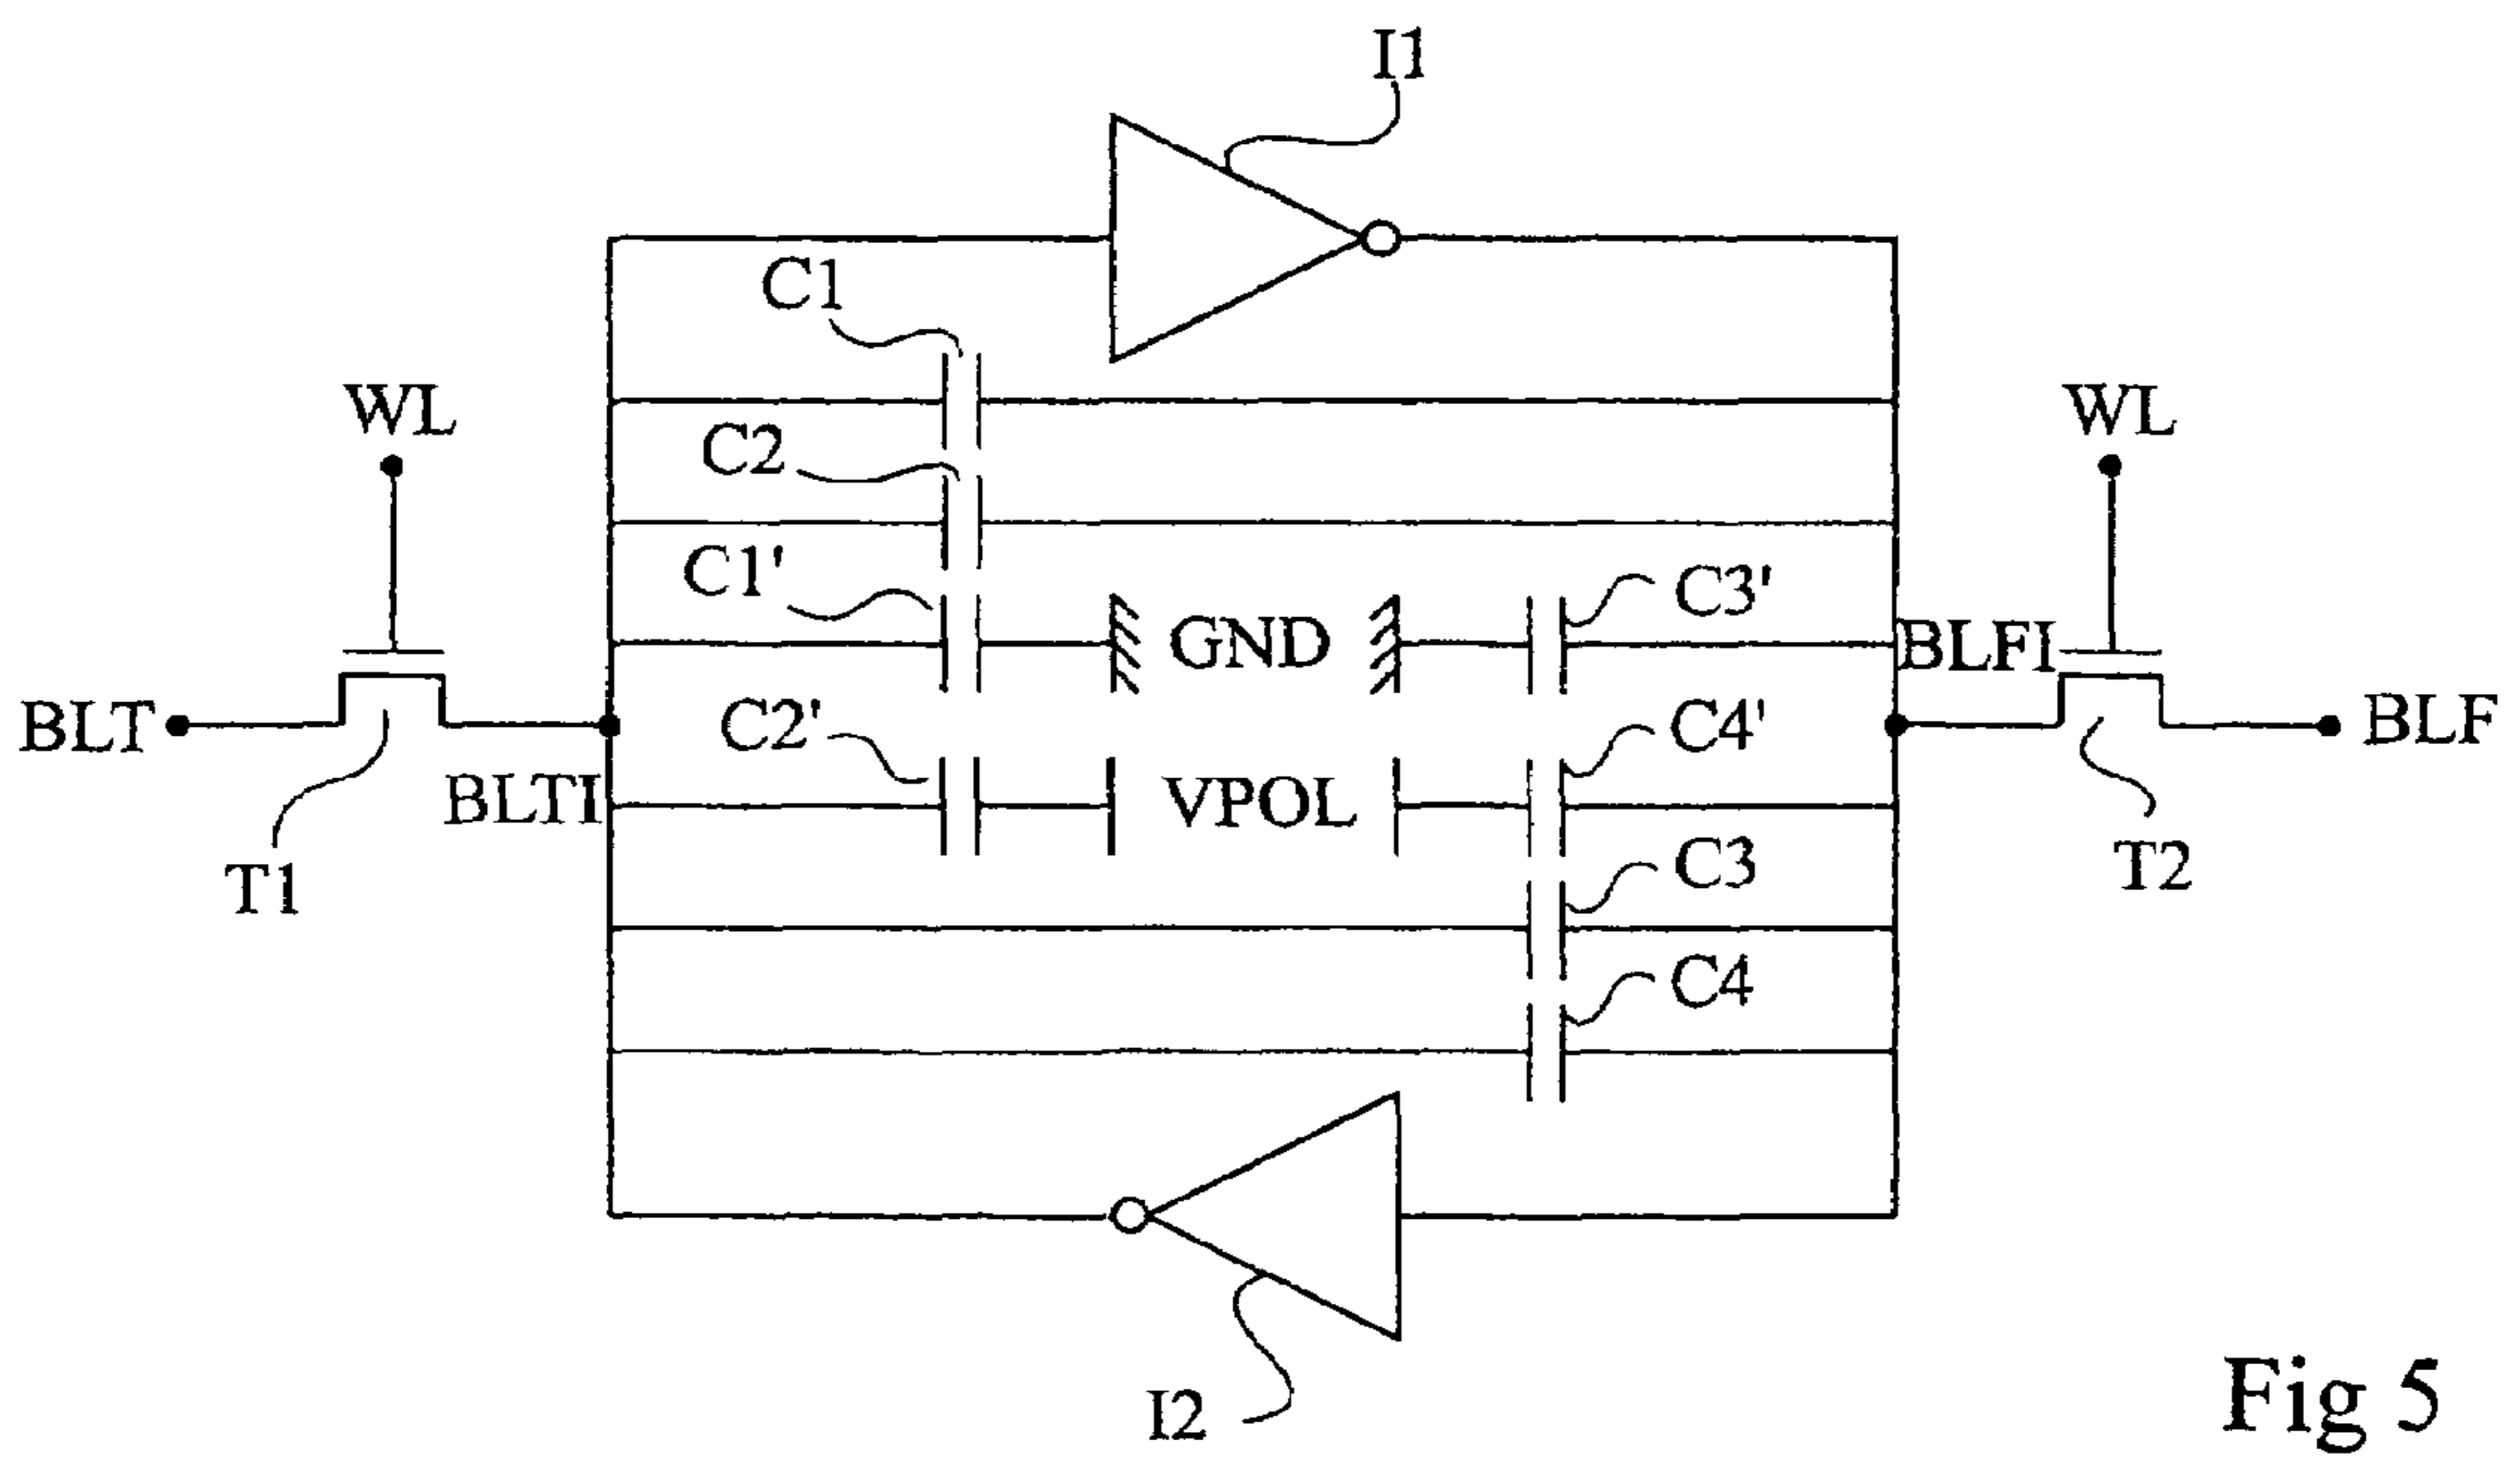 I1
C1
WL
WL
C2
C1'
C3'
GND
BLFI
BLT
C2'
C4'
BLF
BLTI
VPOL
C3
T1
T2
C4
I2
Fig 5